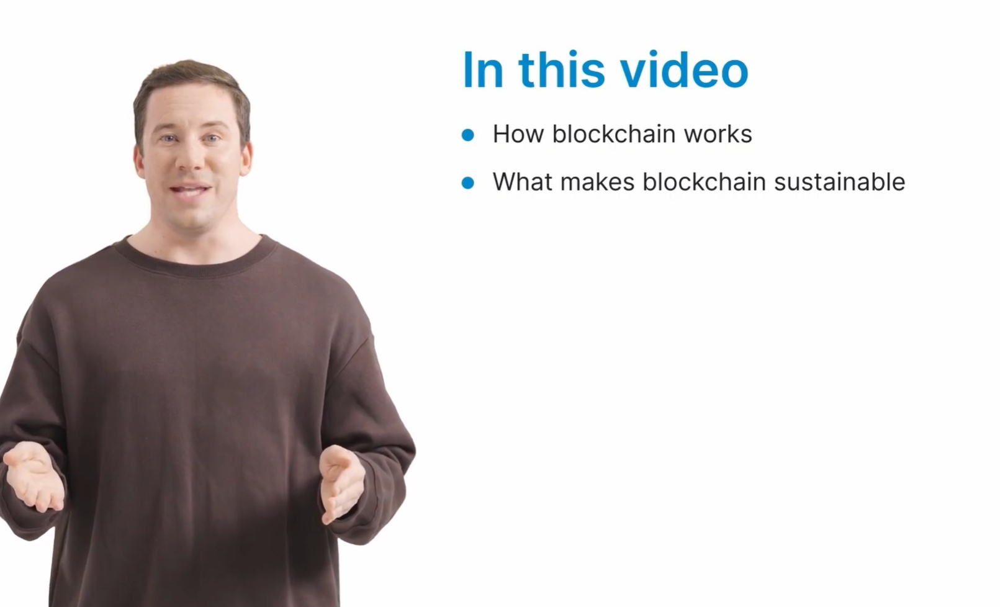 In this video
How blockchain works
What makes blockchain sustainable